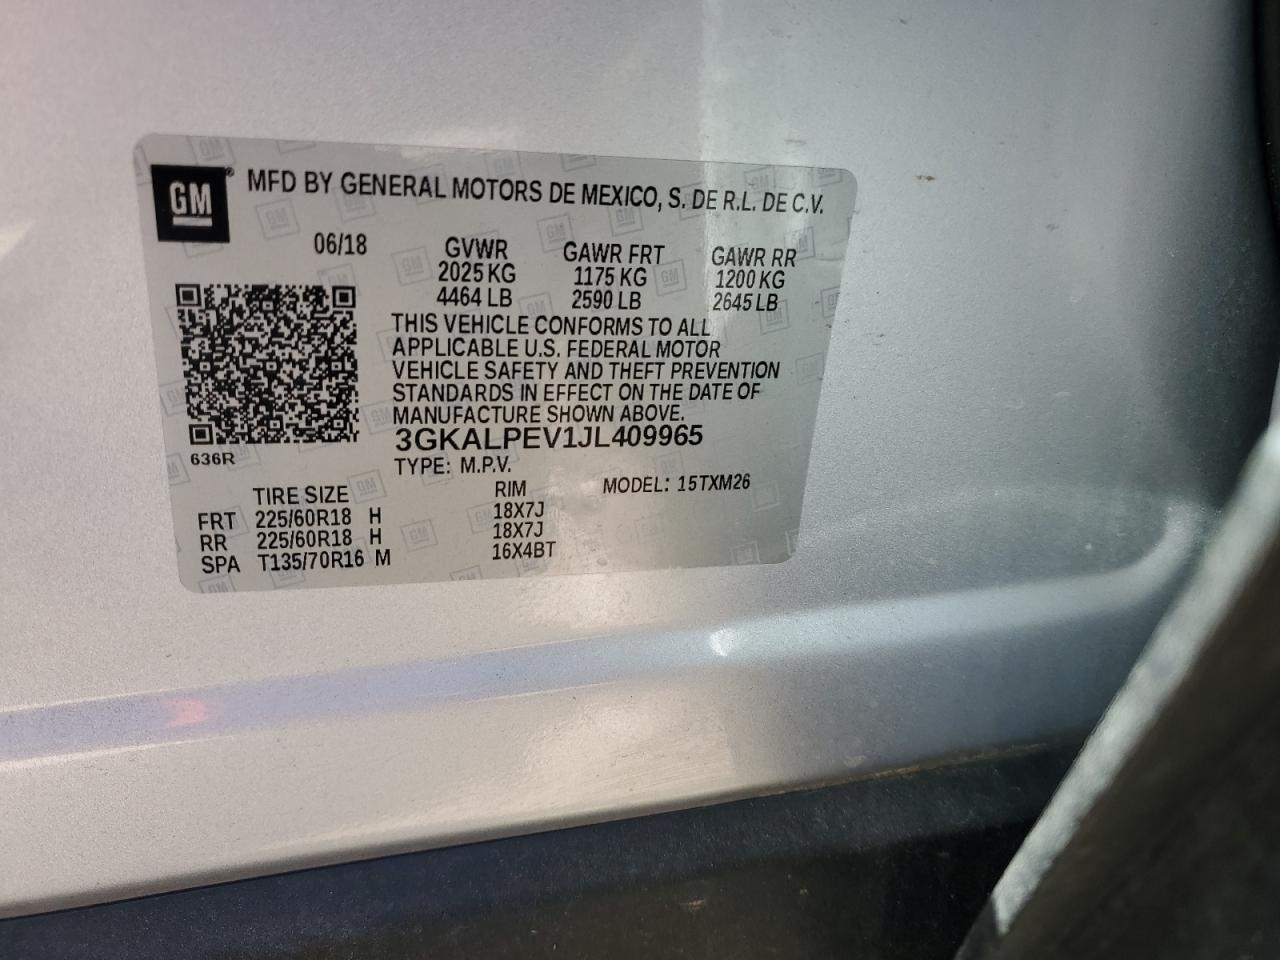 GM® MFD BY GENERAL MOTORS DE MEXICO, S. DE R.L. DE C.V.
06/18 GVWR GAWR FRT GAWR RR
2025 KG 1175 KG 1200 KG
4464 LB 2590 LB 2645 LB
THIS VEHICLE CONFORMS TO ALL
APPLICABLE U.S. FEDERAL MOTOR
VEHICLE SAFETY AND THEFT PREVENTION
STANDARDS IN EFFECT ON THE DATE OF
MANUFACTURE SHOWN ABOVE.
3GKALPEV1JL409965
636R
TYPE: M.P.V.
TIRE SIZE RIM MODEL: 15TXM26
FRT 225/60R18 H 18X7J
RR 225/60R18 H 18X7J
SPA T135/70R16 M 16X4BT